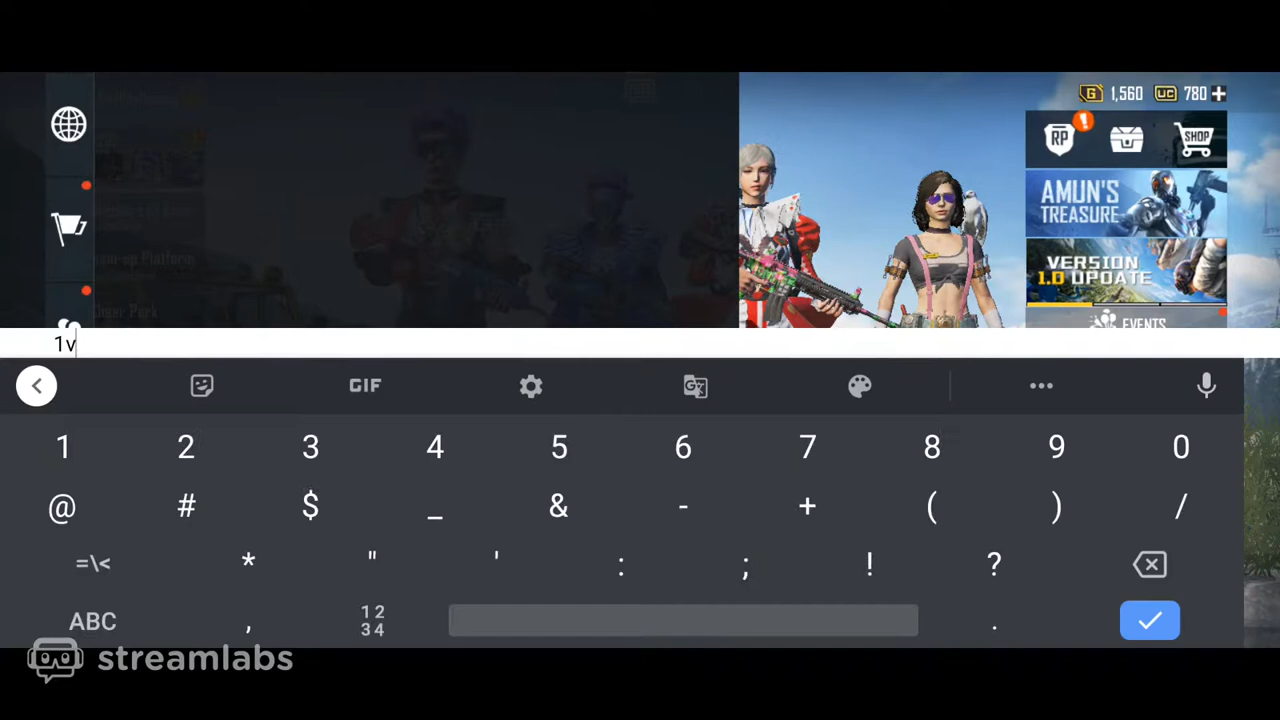 G 1,560 UC 780 +
RP SHOP
AMUN'S
TREASURE
VERSION
1.0 UPDATE
EVENTS
1v
GIF
1 2 3 4 5 6 7 8 9 0
@ # $ _ & - + ( ) /
=\< * " ' : ; ! ?
ABC , 12 .
34
streamlabs